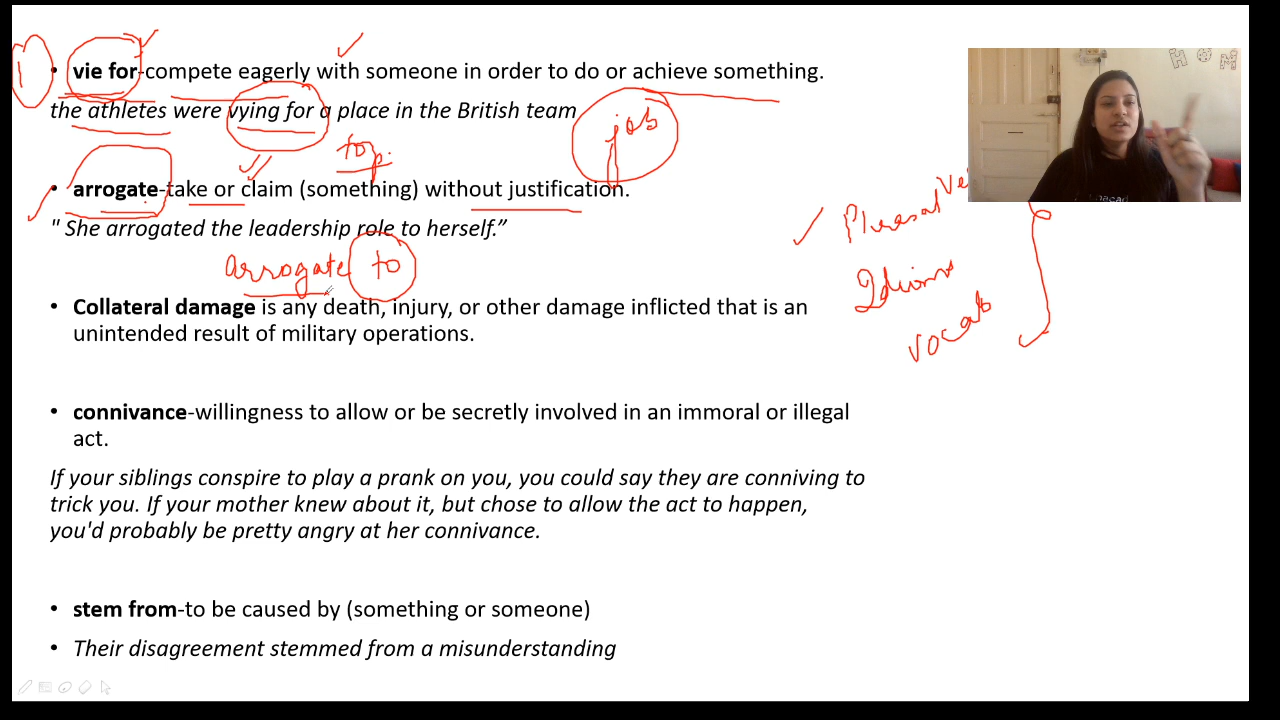 • vie for-compete eagerly with someone in order to do or achieve something.
the athletes were vying for a place in the British team
job
top.
• arrogate-take or claim (something) without justification.
" She arrogated the leadership role to herself.”
Phrasal Ve
arrogate to
Idioms
vocab
• Collateral damage is any death, injury, or other damage inflicted that is an
unintended result of military operations.
• connivance-willingness to allow or be secretly involved in an immoral or illegal
act.
If your siblings conspire to play a prank on you, you could say they are conniving to
trick you. If your mother knew about it, but chose to allow the act to happen,
you'd probably be pretty angry at her connivance.
• stem from-to be caused by (something or someone)
• Their disagreement stemmed from a misunderstanding